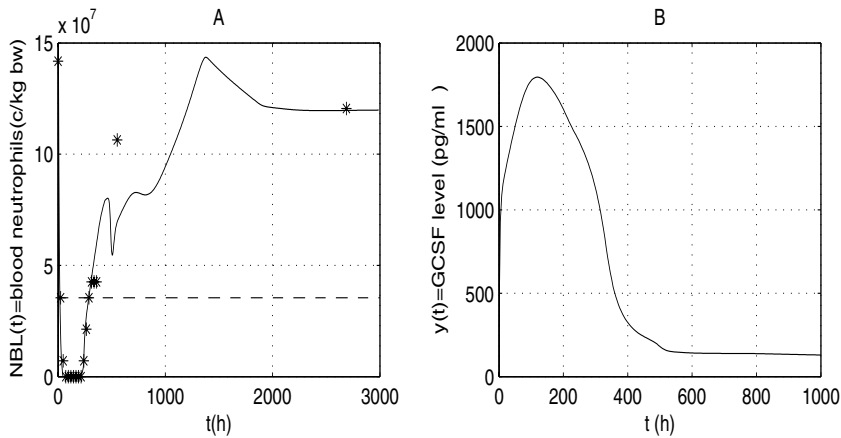 A
x 10^7
15
10
5
0
NBL(t)=blood neutrophils(c/kg bw)
0 1000 2000 3000
t(h)
B
2000
1500
1000
500
0
y(t)=GCSF level (pg/ml )
0 200 400 600 800 1000
t (h)